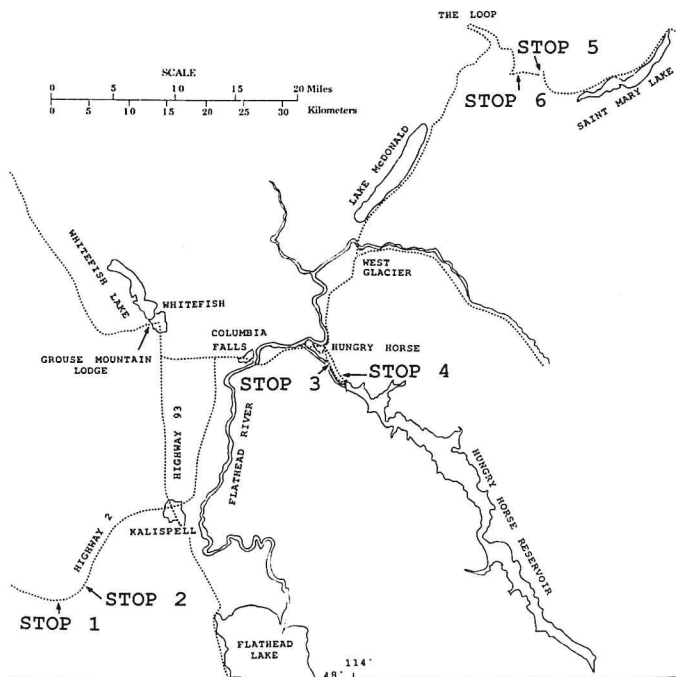 THE LOOP
STOP 5
STOP 6
SAINT MARY LAKE
SCALE
5 0 5 10 15 20 Miles
5 0 5 10 15 20 25 30 Kilometers
LAKE McDONALD
WEST
GLACIER
WHITEFISH LAKE
WHITEFISH
GROUSE MOUNTAIN
LODGE
COLUMBIA
FALLS
HUNGRY HORSE
STOP 3
STOP 4
HIGHWAY 93
FLATHEAD RIVER
HUNGRY HORSE RESERVOIR
KALISPELL
HIGHWAY 2
STOP 2
STOP 1
FLATHEAD
LAKE
114°
48°